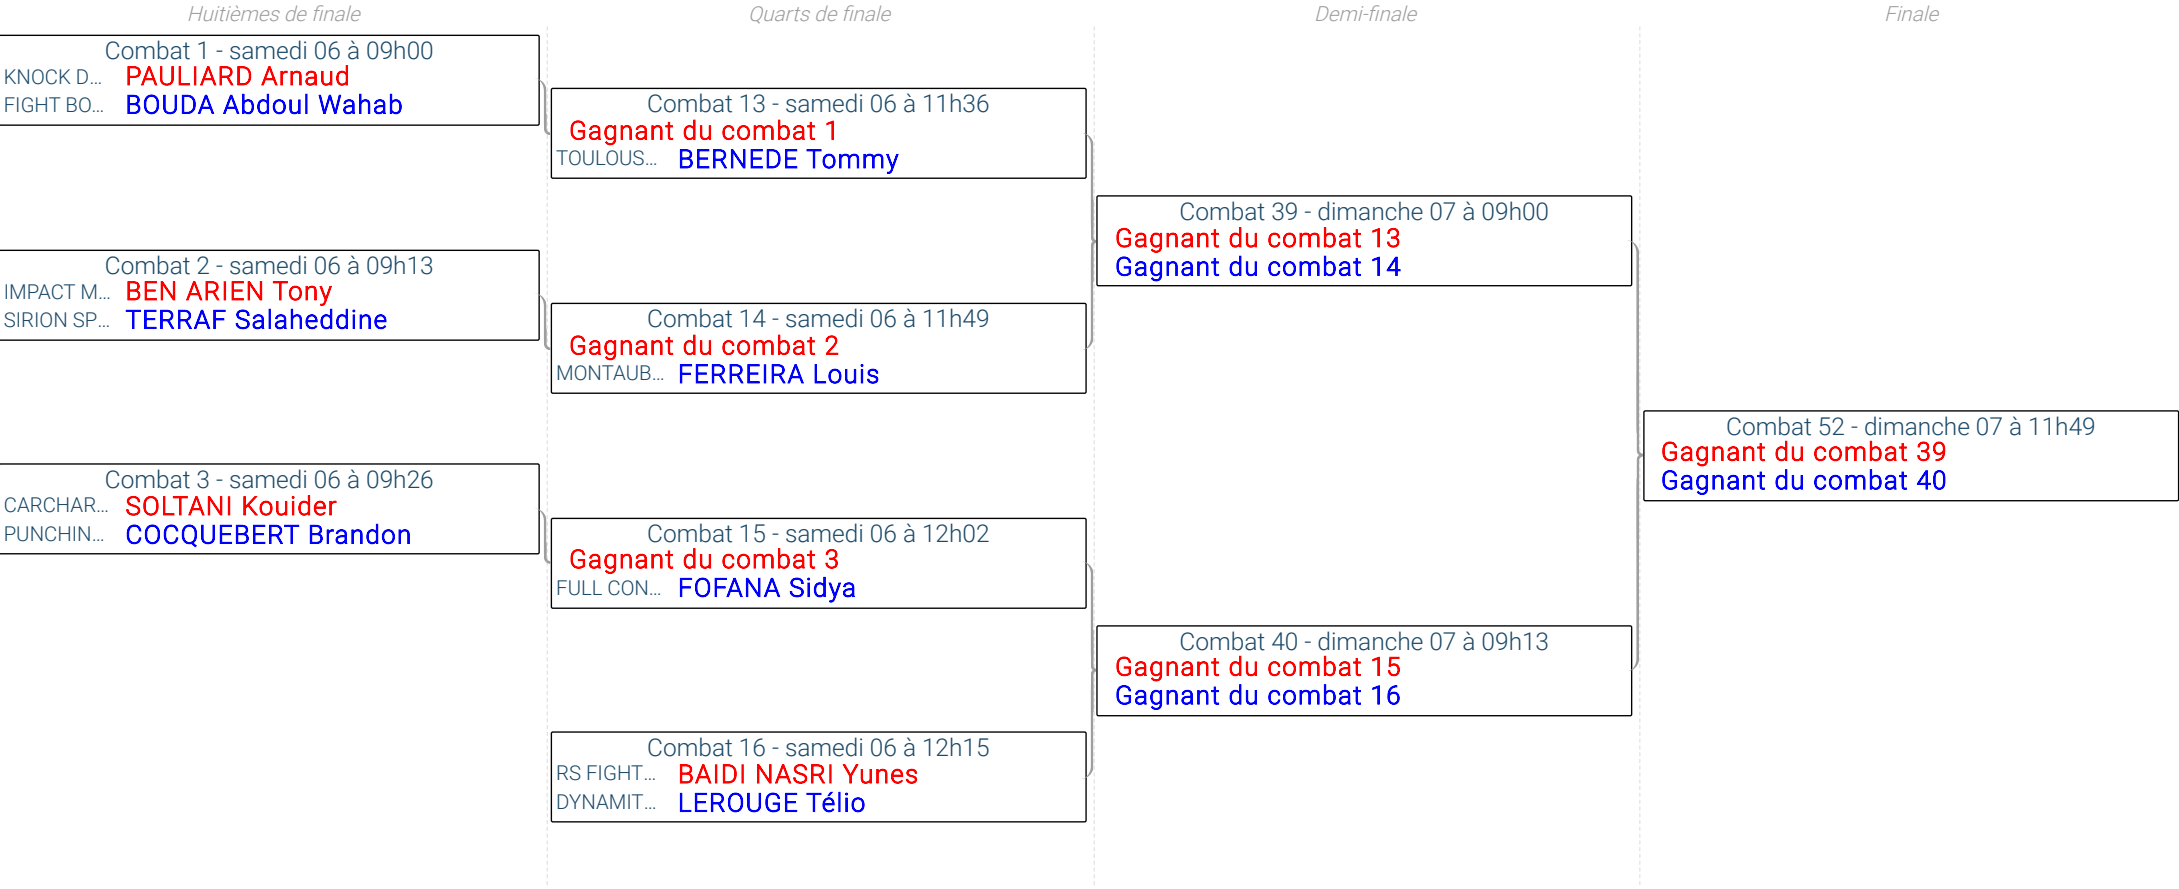 Huitièmes de finale
Quarts de finale
Demi-finale
Finale
Combat 1 - samedi 06 à 09h00
KNOCK D... PAULIARD Arnaud
FIGHT BO... BOUDA Abdoul Wahab
Combat 2 - samedi 06 à 09h13
IMPACT M... BEN ARIEN Tony
SIRION SP... TERRAF Salaheddine
Combat 3 - samedi 06 à 09h26
CARCHAR... SOLTANI Kouider
PUNCHIN... COCQUEBERT Brandon
Combat 13 - samedi 06 à 11h36
Gagnant du combat 1
TOULOUS... BERNEDE Tommy
Combat 14 - samedi 06 à 11h49
Gagnant du combat 2
MONTAUB... FERREIRA Louis
Combat 15 - samedi 06 à 12h02
Gagnant du combat 3
FULL CON... FOFANA Sidya
Combat 16 - samedi 06 à 12h15
RS FIGHT... BAIDI NASRI Yunes
DYNAMIT... LEROUGE Télio
Combat 39 - dimanche 07 à 09h00
Gagnant du combat 13
Gagnant du combat 14
Combat 40 - dimanche 07 à 09h13
Gagnant du combat 15
Gagnant du combat 16
Combat 52 - dimanche 07 à 11h49
Gagnant du combat 39
Gagnant du combat 40